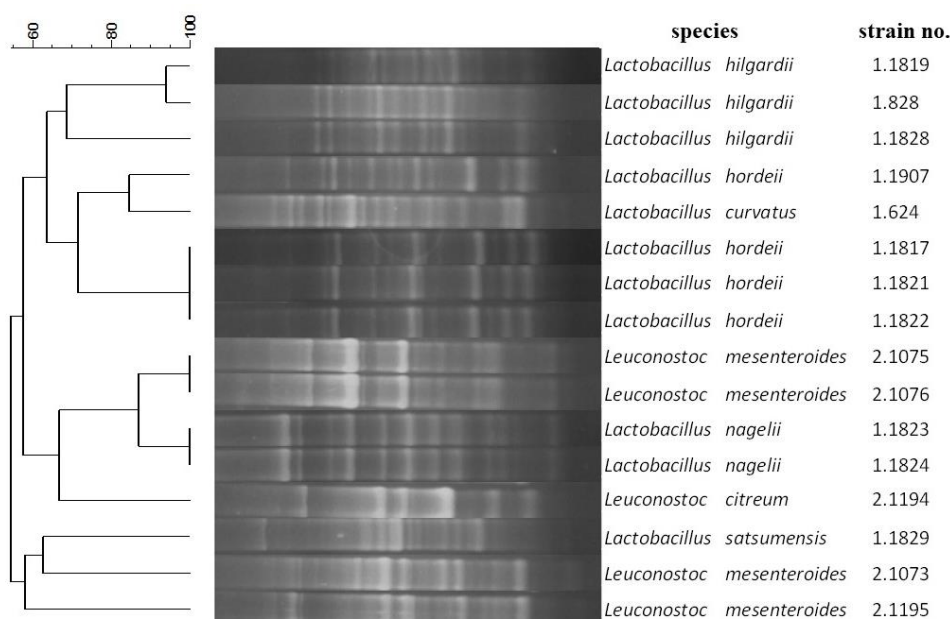 60 80 100
species strain no.
Lactobacillus hilgardii 1.1819
Lactobacillus hilgardii 1.828
Lactobacillus hilgardii 1.1828
Lactobacillus hordeii 1.1907
Lactobacillus curvatus 1.624
Lactobacillus hordeii 1.1817
Lactobacillus hordeii 1.1821
Lactobacillus hordeii 1.1822
Leuconostoc mesenteroides 2.1075
Leuconostoc mesenteroides 2.1076
Lactobacillus nagelii 1.1823
Lactobacillus nagelii 1.1824
Leuconostoc citreum 2.1194
Lactobacillus satsumensis 1.1829
Leuconostoc mesenteroides 2.1073
Leuconostoc mesenteroides 2.1195